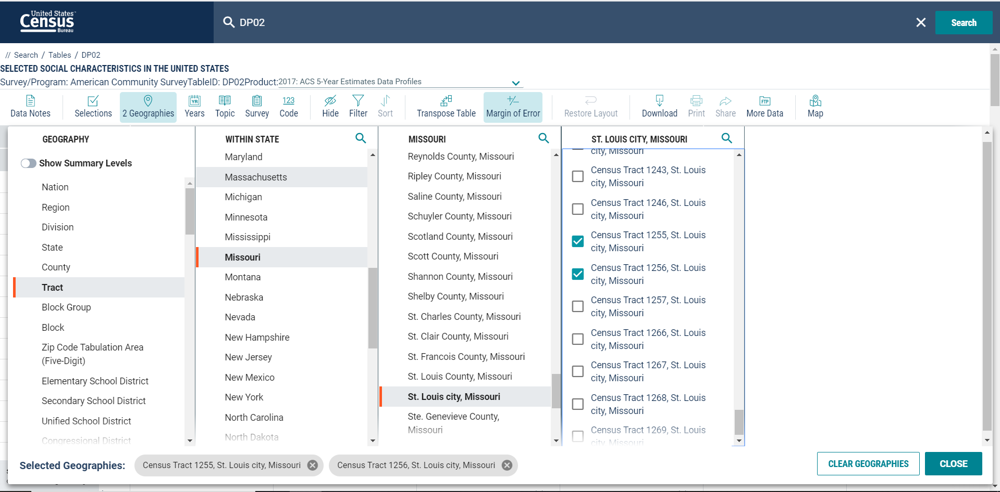 United States™
Census
Bureau
DP02
Search
// Search / Tables / DP02
SELECTED SOCIAL CHARACTERISTICS IN THE UNITED STATES
Survey/Program: American Community SurveyTableID: DP02Product:2017: ACS 5-Year Estimates Data Profiles
Data Notes
Selections
2 Geographies
YR
Years
Topic
Survey
123
Code
Hide
Filter
Sort
Transpose Table
Margin of Error
Restore Layout
Download
Print
Share
FTP
More Data
Map
GEOGRAPHY
Show Summary Levels
Nation
Region
Division
State
County
Tract
Block Group
Block
Zip Code Tabulation Area
(Five-Digit)
Elementary School District
Secondary School District
Unified School District
Congressional District
WITHIN STATE
Maryland
Massachusetts
Michigan
Minnesota
Mississippi
Missouri
Montana
Nebraska
Nevada
New Hampshire
New Jersey
New Mexico
New York
North Carolina
North Dakota
MISSOURI
Reynolds County, Missouri
Ripley County, Missouri
Saline County, Missouri
Schuyler County, Missouri
Scotland County, Missouri
Scott County, Missouri
Shannon County, Missouri
Shelby County, Missouri
St. Charles County, Missouri
St. Clair County, Missouri
St. Francois County, Missouri
St. Louis County, Missouri
St. Louis city, Missouri
Ste. Genevieve County,
Missouri
ST. LOUIS CITY, MISSOURI
city, Missouri
Census Tract 1243, St. Louis
city, Missouri
Census Tract 1246, St. Louis
city, Missouri
Census Tract 1255, St. Louis
city, Missouri
Census Tract 1256, St. Louis
city, Missouri
Census Tract 1257, St. Louis
city, Missouri
Census Tract 1266, St. Louis
city, Missouri
Census Tract 1267, St. Louis
city, Missouri
Census Tract 1268, St. Louis
city, Missouri
Census Tract 1269, St. Louis
city, Missouri
Selected Geographies:
Census Tract 1255, St. Louis city, Missouri
Census Tract 1256, St. Louis city, Missouri
CLEAR GEOGRAPHIES
CLOSE